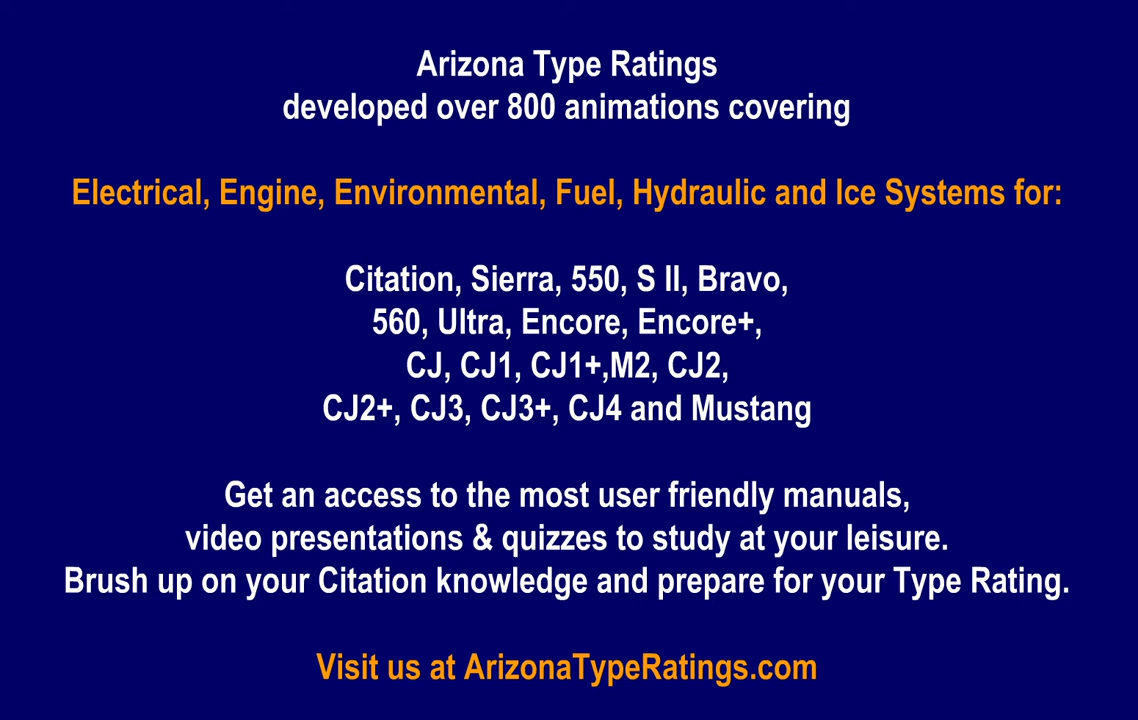 Arizona Type Ratings
developed over 800 animations covering
Electrical, Engine, Environmental, Fuel, Hydraulic and Ice Systems for:
Citation, Sierra, 550, S II, Bravo,
560, Ultra, Encore, Encore+,
CJ, CJ1, CJ1+,M2, CJ2,
CJ2+, CJ3, CJ3+, CJ4 and Mustang
Get an access to the most user friendly manuals,
video presentations & quizzes to study at your leisure.
Brush up on your Citation knowledge and prepare for your Type Rating.
Visit us at ArizonaTypeRatings.com